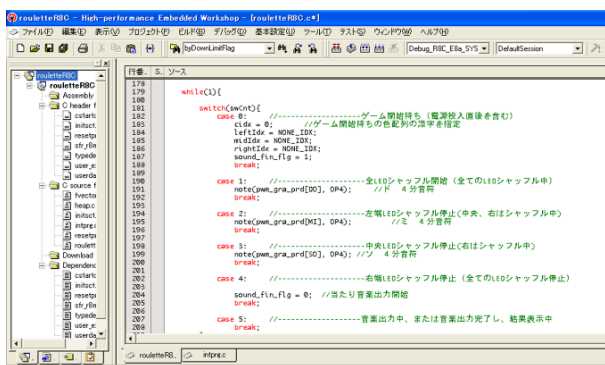 rouletteR8C - High-performance Embedded Workshop - [rouletteR8C.c*]
ファイル(F) 編集(E) 表示(V) プロジェクト(P) ビルド(B) デバッグ(D) 基本設定(U) ツール(T) テスト(S) ウィンドウ(W) ヘルプ(H)
byDownLimitFlag Debug_R8C_E8a_SYS DefaultSession
行番.. S.. ソース
rouletteR8C
rouletteR8C
Assembly
C header f
cstartc
initsct.
resetpr
sfr_r8n
typede
user_e
userda
C source f
fvector
heap.c
initsct.
intprg.c
resetpr
roulett
Download
Dependenc
cstartc
initsct.
resetpr
sfr_r8n
typede
user_e
userda
178
179 while(1){
180
181 switch(swCnt){
182 case 0: //--------------------ゲーム開始待ち (電源投入直後を含む)
183 cidx = 0; //ゲーム開始待ちの色配列の添字を指定
184 leftIdx = NONE_IDX;
185 midIdx = NONE_IDX;
186 rightIdx = NONE_IDX;
187 sound_fin_flg = 1;
188 break;
189
190 case 1: //--------------------全LEDシャッフル開始 (全てのLEDシャッフル中)
191 note(pwm_gra_prd[DO], OP4); //ド 4分音符
192 break;
193
194 case 2: //--------------------左端LEDシャッフル停止(中央、右はシャッフル中)
195 note(pwm_gra_prd[MI], OP4); //ミ 4分音符
196 break;
197
198 case 3: //--------------------中央LEDシャッフル停止(右はシャッフル中)
199 note(pwm_gra_prd[SO], OP4); //ソ 4分音符
200 break;
201
202 case 4: //--------------------右端LEDシャッフル停止 (全てのLEDシャッフル停止)
203
204 sound_fin_flg = 0; //当たり音楽出力開始
205 break;
206
207 case 5: //--------------------音楽出力中、または音楽出力完了し、結果表示中
208 break;
rouletteR8.. intprg.c